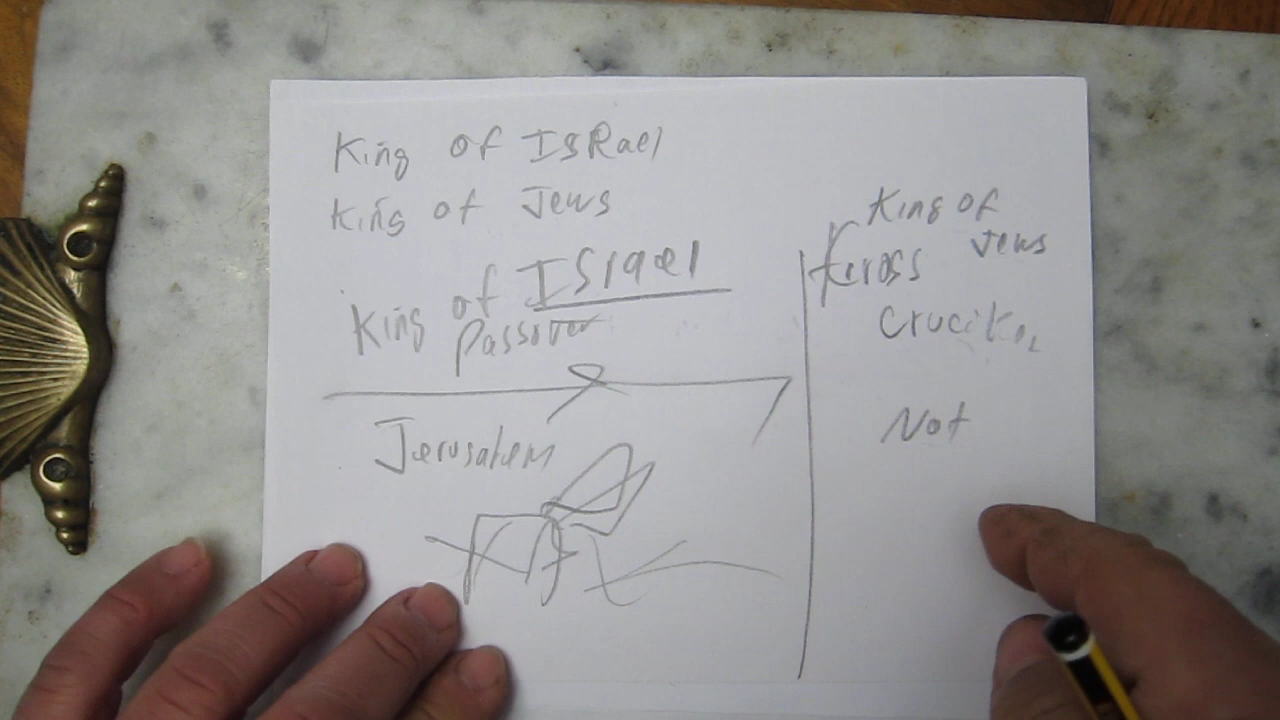 King of IsRael
King of Jews
King of Israel
Passover
Jerusalem
King of
Jews
Cross
Not